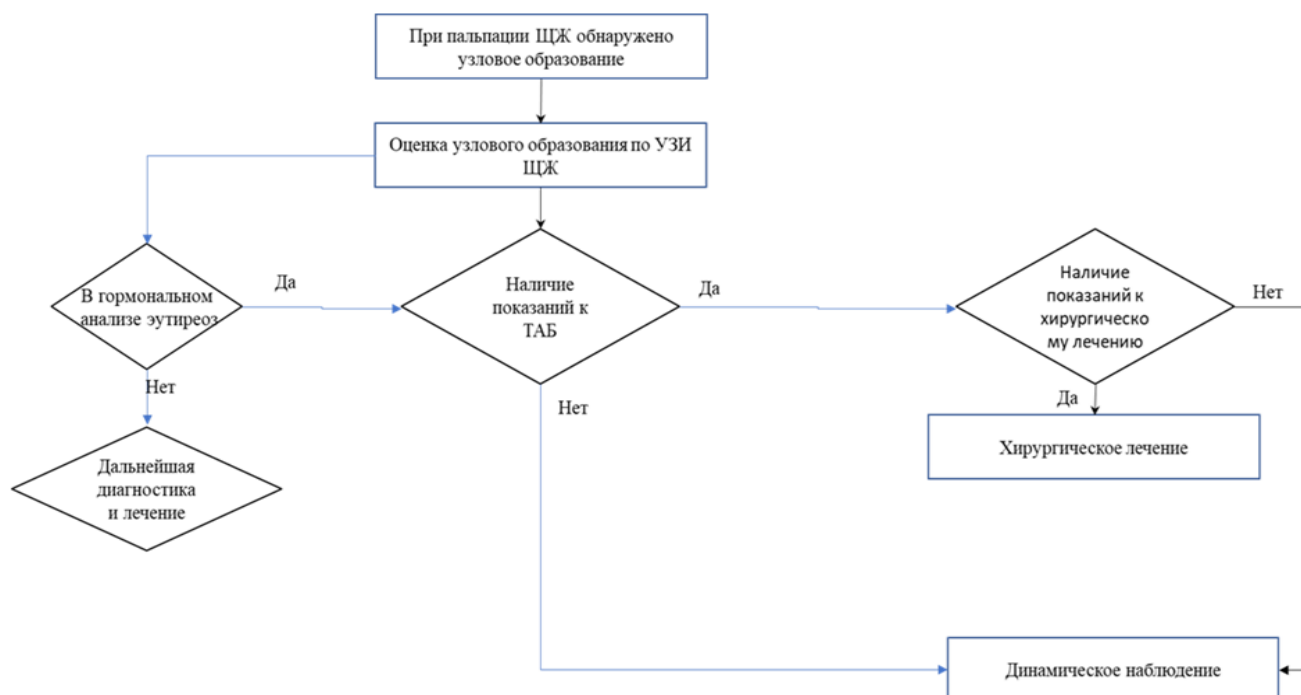 При пальпации ЩЖ обнаружено
узловое образование
Оценка узлового образования по УЗИ
ЩЖ
В гормональном
анализе эутиреоз
Да
Нет
Дальнейшая
диагностика
и лечение
Наличие
показаний к
ТАБ
Да
Нет
Наличие
показаний к
хирургическо
му лечению
Нет
Да
Хирургическое лечение
Динамическое наблюдение